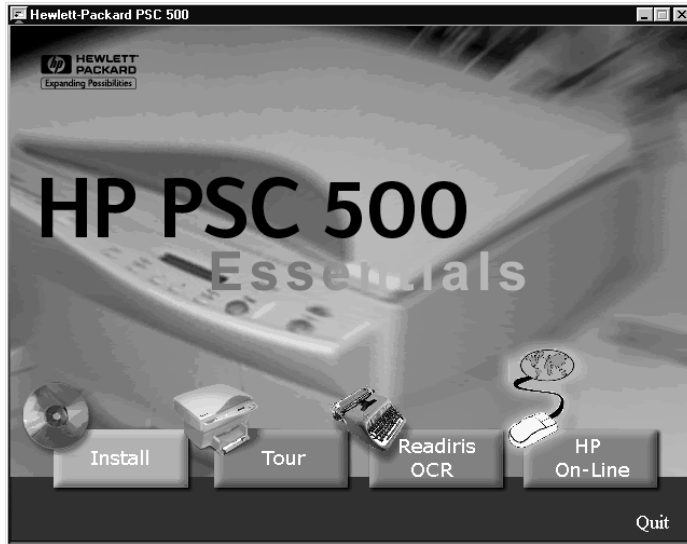 Hewlett-Packard PSC 500
hp HEWLETT
PACKARD
Expanding Possibilities
HP PSC 500
Essentials
Install
Tour
Readiris
OCR
HP
On-Line
Quit